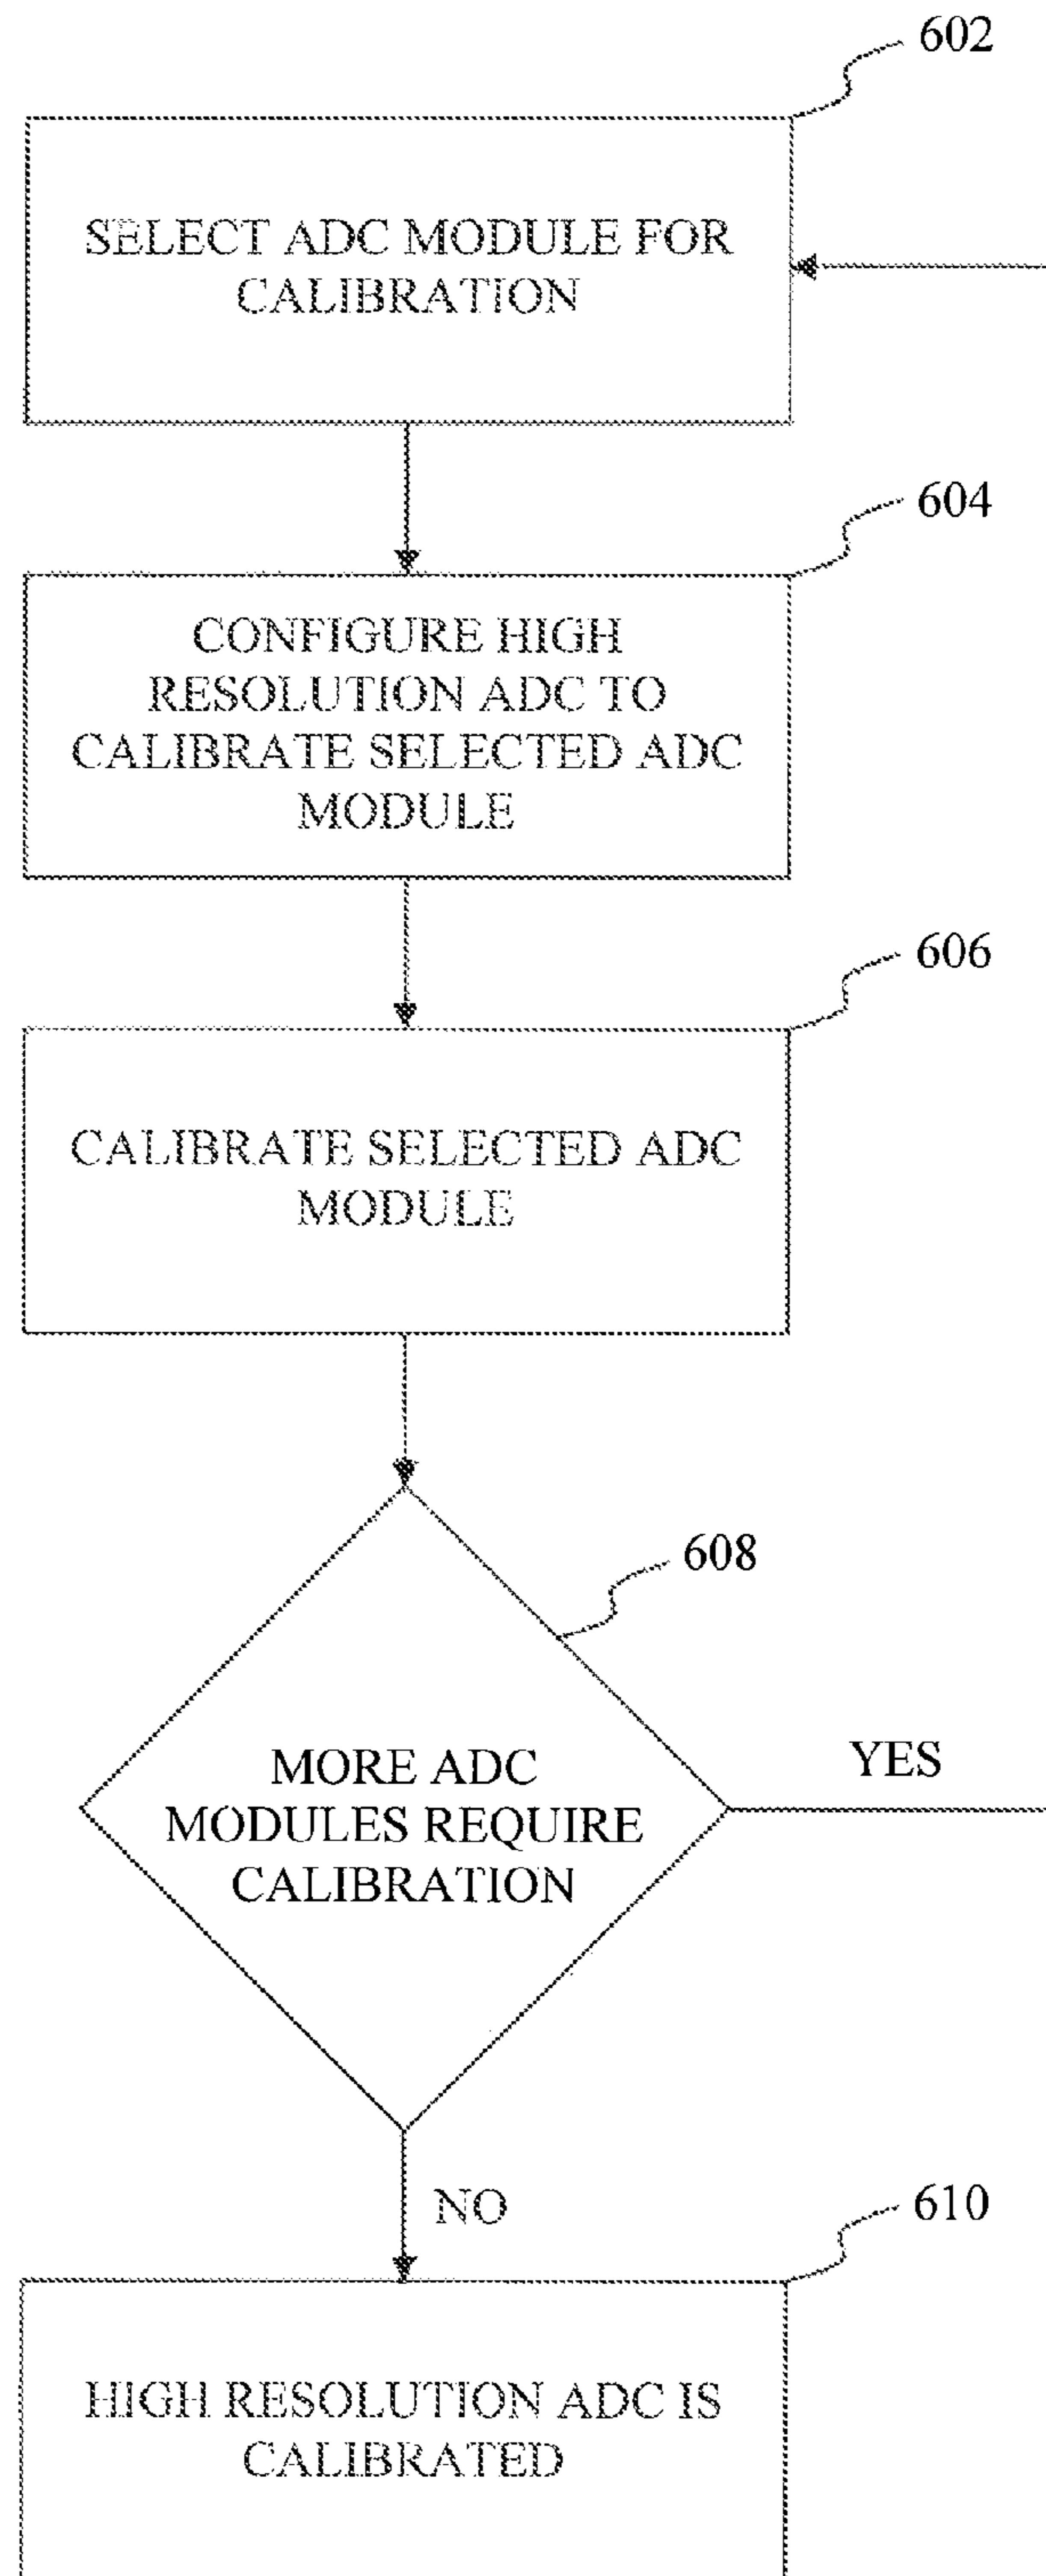 602
SELECT ADC MODULE FOR
CALIBRATION
604
CONFIGURE HIGH
RESOLUTION ADC TO
CALIBRATE SELECTED ADC
MODULE
606
CALIBRATE SELECTED ADC
MODULE
608
MORE ADC
MODULES REQUIRE
CALIBRATION
YES
NO
610
HIGH RESOLUTION ADC IS
CALIBRATED